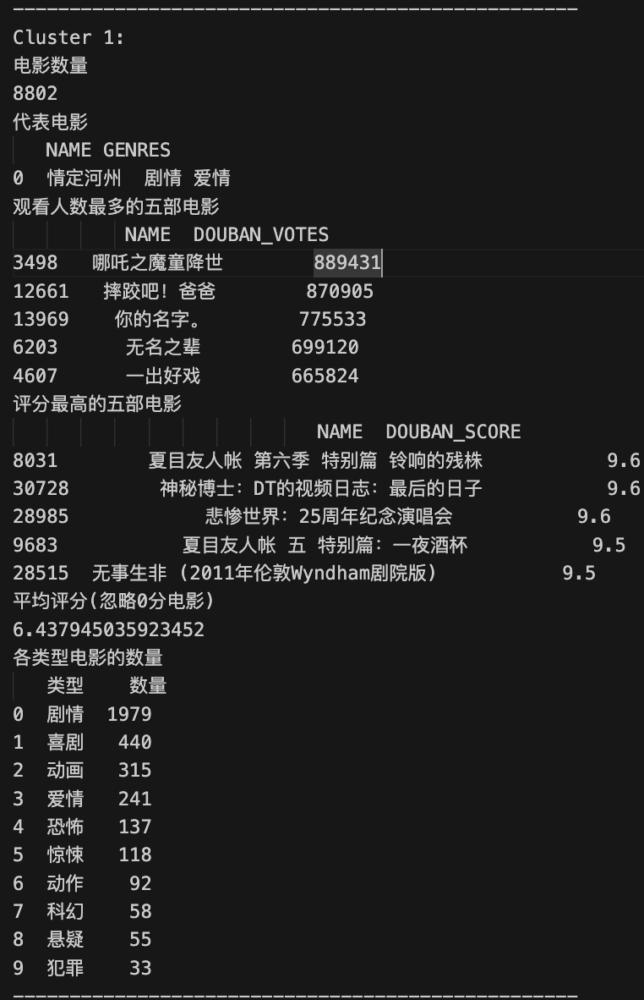 --------------------------------------------------
Cluster 1:
电影数量
8802
代表电影
NAME GENRES
0 情定河州 剧情 爱情
观看人数最多的五部电影
NAME DOUBAN_VOTES
3498 哪吒之魔童降世 889431
12661 摔跤吧！爸爸 870905
13969 你的名字。 775533
6203 无名之辈 699120
4607 一出好戏 665824
评分最高的五部电影
NAME DOUBAN_SCORE
8031 夏目友人帐 第六季 特别篇 铃响的残株 9.6
30728 神秘博士：DT的视频日志：最后的日子 9.6
28985 悲惨世界：25周年纪念演唱会 9.6
9683 夏目友人帐 五 特别篇：一夜酒杯 9.5
28515 无事生非 (2011年伦敦Wyndham剧院版) 9.5
平均评分(忽略0分电影)
6.437945035923452
各类型电影的数量
类型 数量
0 剧情 1979
1 喜剧 440
2 动画 315
3 爱情 241
4 恐怖 137
5 惊悚 118
6 动作 92
7 科幻 58
8 悬疑 55
9 犯罪 33
--------------------------------------------------